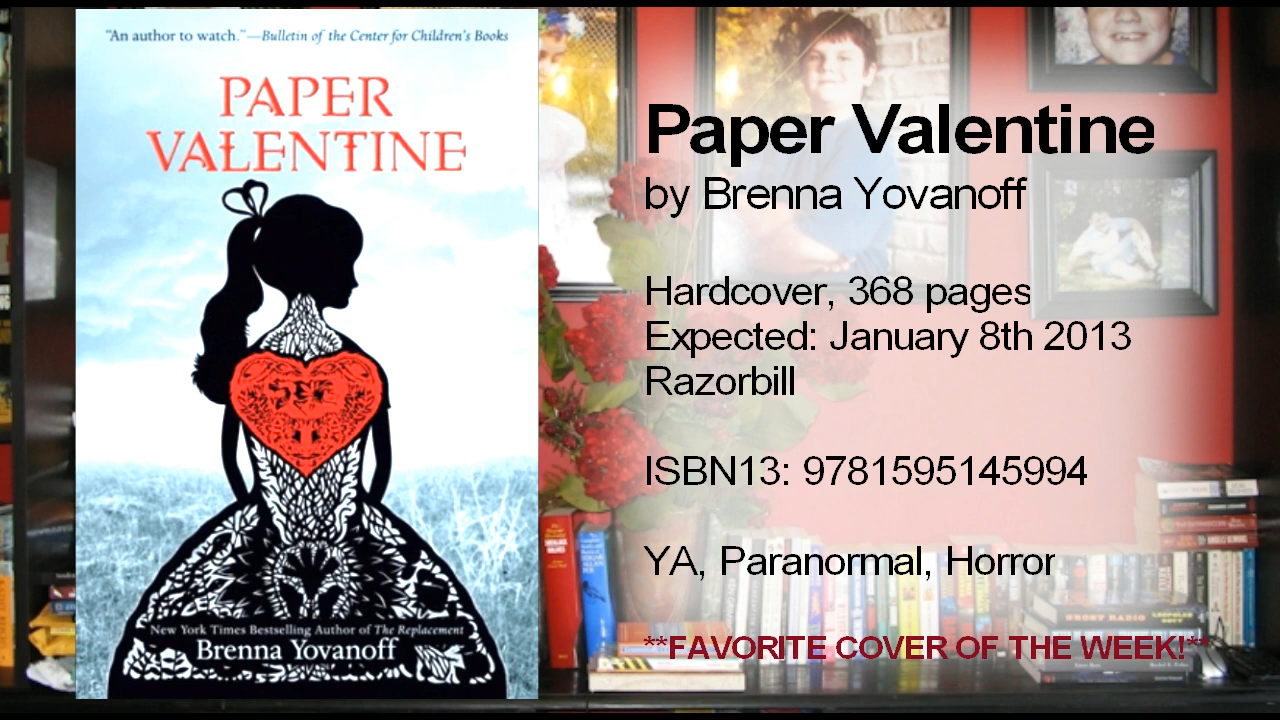 "An author to watch."—Bulletin of the Center for Children's Books
PAPER
VALENTINE
New York Times Bestselling Author of The Replacement
Brenna Yovanoff
Paper Valentine
by Brenna Yovanoff
Hardcover, 368 pages
Expected: January 8th 2013
Razorbill
ISBN13: 9781595145994
YA, Paranormal, Horror
**FAVORITE COVER OF THE WEEK!**
GHOST RADIO